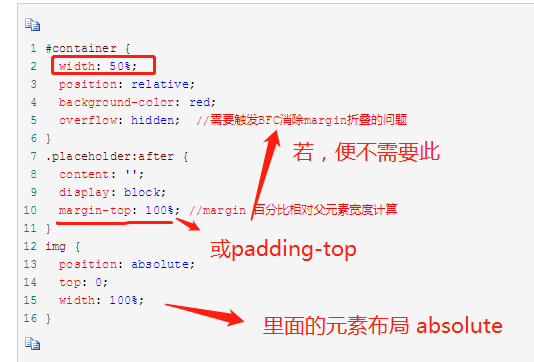 1 #container {
2 width: 50%;
3 position: relative;
4 background-color: red;
5 overflow: hidden; //需要触发BFC消除margin折叠的问题
6 }
若，便不需要此
7 .placeholder:after {
8 content: '';
9 display: block;
10 margin-top: 100%; //margin 百分比相对父元素宽度计算
11 }
或padding-top
12 img {
13 position: absolute;
14 top: 0;
15 width: 100%;
里面的元素布局 absolute
16 }